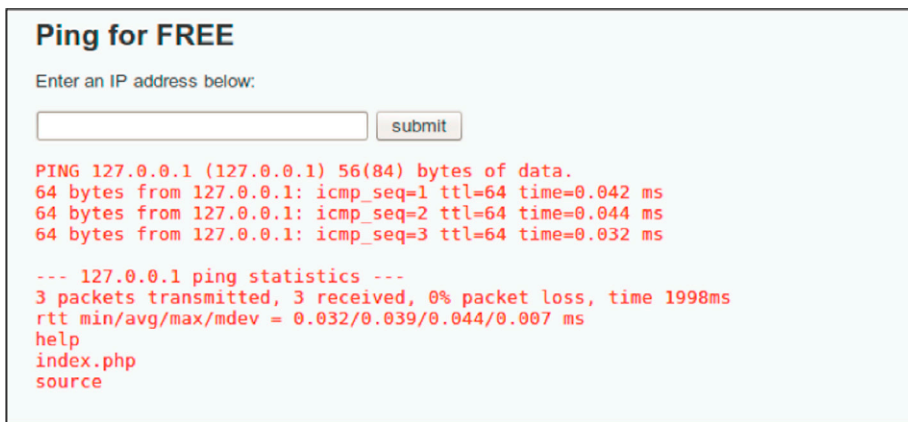 Ping for FREE
Enter an IP address below:
submit
PING 127.0.0.1 (127.0.0.1) 56(84) bytes of data.
64 bytes from 127.0.0.1: icmp_seq=1 ttl=64 time=0.042 ms
64 bytes from 127.0.0.1: icmp_seq=2 ttl=64 time=0.044 ms
64 bytes from 127.0.0.1: icmp_seq=3 ttl=64 time=0.032 ms
--- 127.0.0.1 ping statistics ---
3 packets transmitted, 3 received, 0% packet loss, time 1998ms
rtt min/avg/max/mdev = 0.032/0.039/0.044/0.007 ms
help
index.php
source